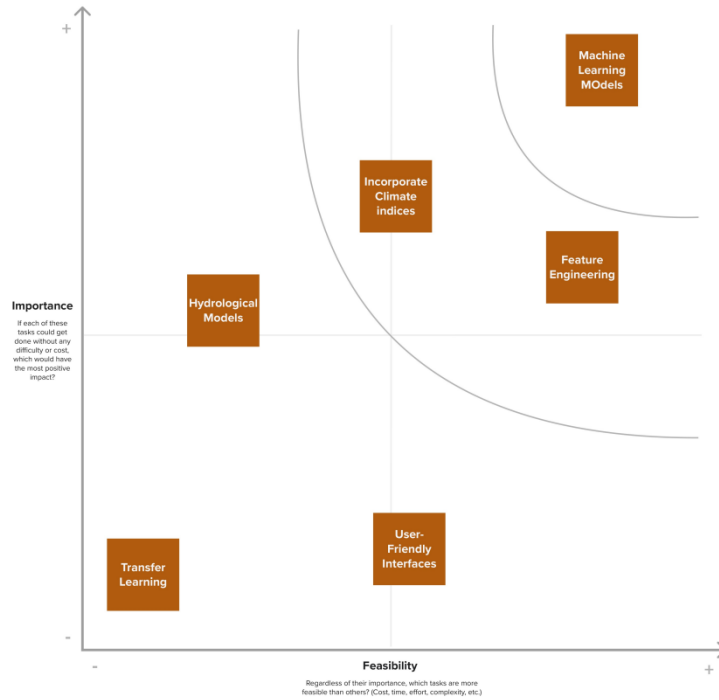 +
Machine
Learning
MOdels
Incorporate
Climate
indices
Feature
Engineering
Hydrological
Models
Importance
If each of these
tasks could get
done without any
difficulty or cost,
which would have
the most positive
impact?
User-
Friendly
Interfaces
Transfer
Learning
-
-
Feasibility
+
Regardless of their importance, which tasks are more
feasible than others? (Cost, time, effort, complexity, etc.)